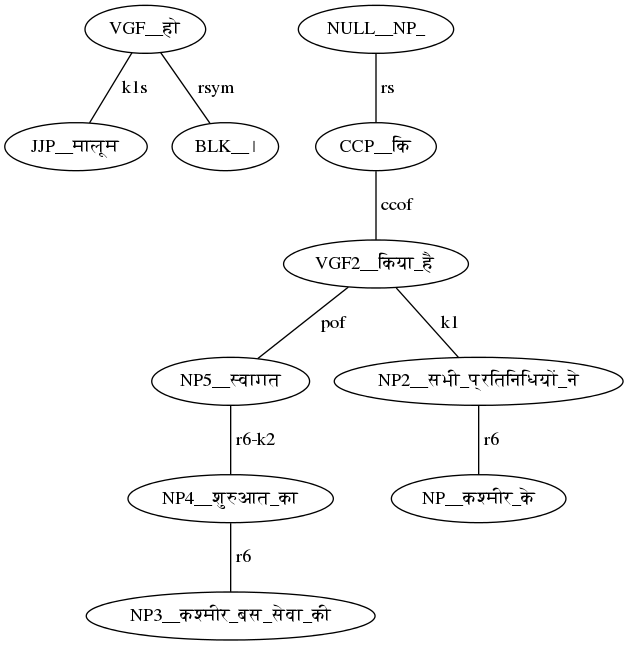 VGF__हो NULL__NP_
k1s rsym rs
JJP__मालूम BLK__। CCP__कि
ccof
VGF2__किया_है
pof k1
NP5__स्वागत NP2__सभी_प्रतिनिधियों_ने
r6-k2 r6
NP4__शुरुआत_का NP__कश्मीर_के
r6
NP3__कश्मीर_बस_सेवा_की